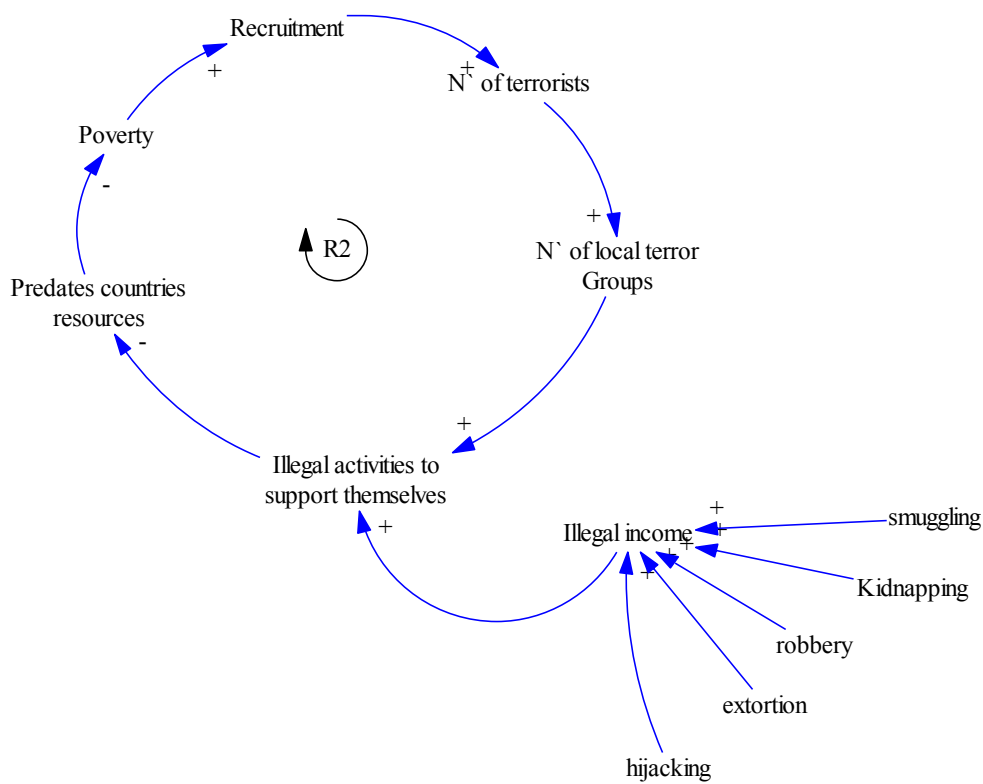 Recruitment
+
N` of terrorists
+
Poverty
-
+
R2
N` of local terror
Groups
Predates countries
resources
-
+
Illegal activities to
support themselves
+
Illegal income
+
+
+
+
+
smuggling
Kidnapping
robbery
extortion
hijacking